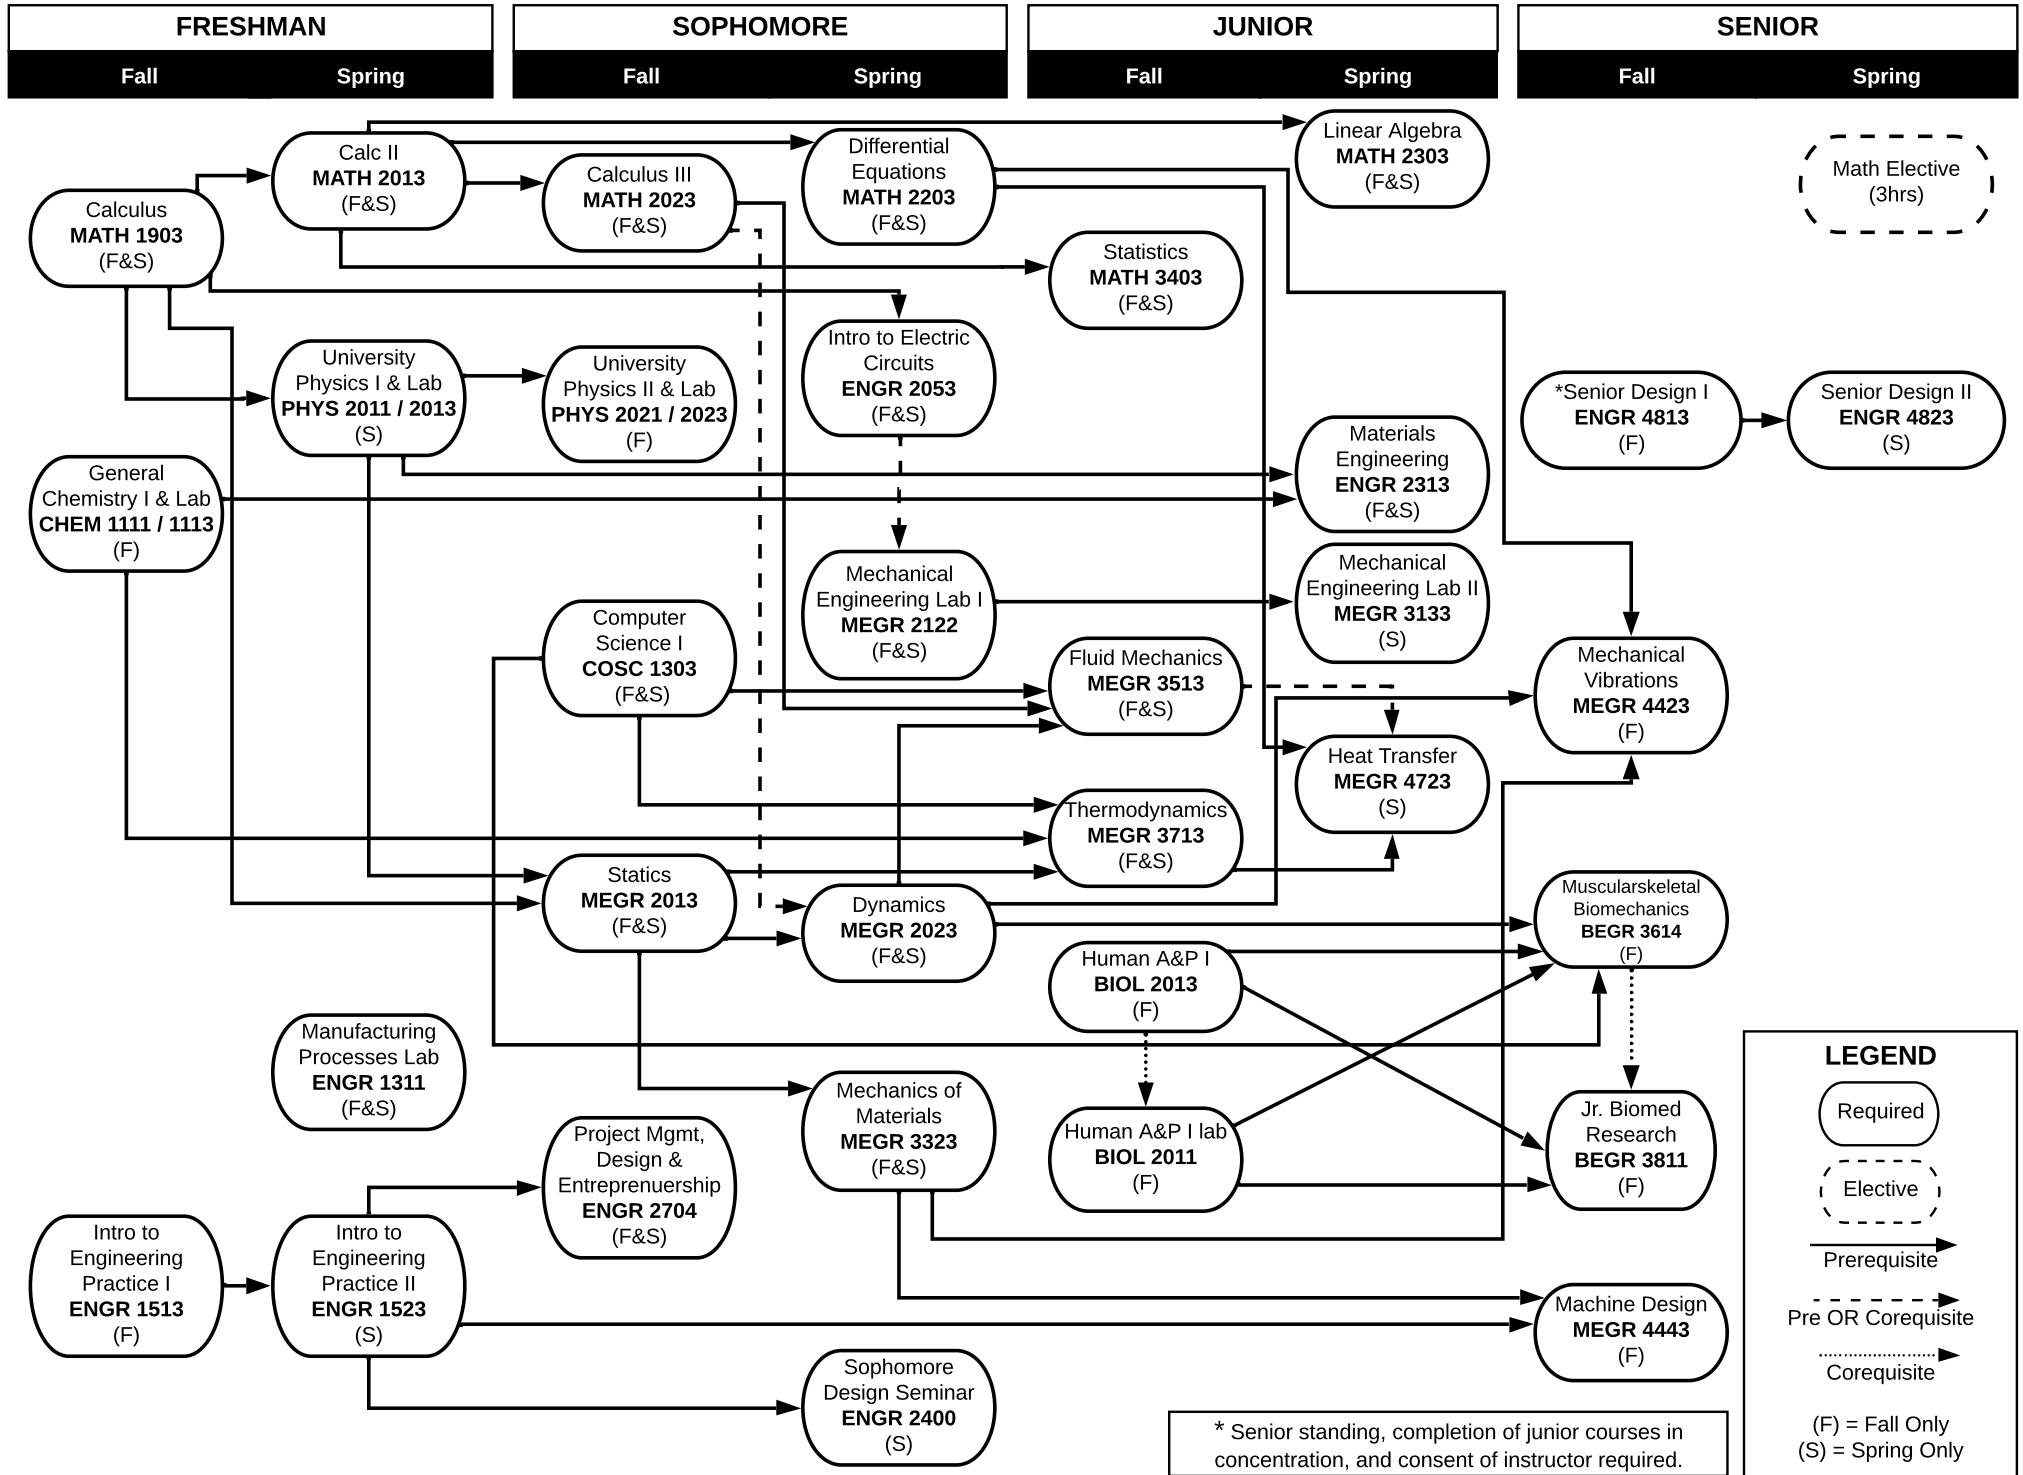 FRESHMAN
SOPHOMORE
JUNIOR
SENIOR
Fall
Spring
Fall
Spring
Fall
Spring
Fall
Spring
Calculus
MATH 1903
(F&S)
General
Chemistry I & Lab
CHEM 1111 / 1113
(F)
Intro to
Engineering
Practice I
ENGR 1513
(F)
Calc II
MATH 2013
(F&S)
University
Physics I & Lab
PHYS 2011 / 2013
(S)
Manufacturing
Processes Lab
ENGR 1311
(F&S)
Intro to
Engineering
Practice II
ENGR 1523
(S)
Calculus III
MATH 2023
(F&S)
University
Physics II & Lab
PHYS 2021 / 2023
(F)
Computer
Science I
COSC 1303
(F&S)
Statics
MEGR 2013
(F&S)
Project Mgmt,
Design &
Entreprenuership
ENGR 2704
(F&S)
Differential
Equations
MATH 2203
(F&S)
Intro to Electric
Circuits
ENGR 2053
(F&S)
Mechanical
Engineering Lab I
MEGR 2122
(F&S)
Dynamics
MEGR 2023
(F&S)
Mechanics of
Materials
MEGR 3323
(F&S)
Sophomore
Design Seminar
ENGR 2400
(S)
Statistics
MATH 3403
(F&S)
Fluid Mechanics
MEGR 3513
(F&S)
Thermodynamics
MEGR 3713
(F&S)
Human A&P I
BIOL 2013
(F)
Human A&P I lab
BIOL 2011
(F)
Linear Algebra
MATH 2303
(F&S)
Materials
Engineering
ENGR 2313
(F&S)
Mechanical
Engineering Lab II
MEGR 3133
(S)
Heat Transfer
MEGR 4723
(S)
*Senior Design I
ENGR 4813
(F)
Mechanical
Vibrations
MEGR 4423
(F)
Muscularskeletal
Biomechanics
BEGR 3614
(F)
Jr. Biomed
Research
BEGR 3811
(F)
Machine Design
MEGR 4443
(F)
Math Elective
(3hrs)
Senior Design II
ENGR 4823
(S)
LEGEND
Required
Elective
Prerequisite
Pre OR Corequisite
Corequisite
(F) = Fall Only
(S) = Spring Only
* Senior standing, completion of junior courses in
concentration, and consent of instructor required.